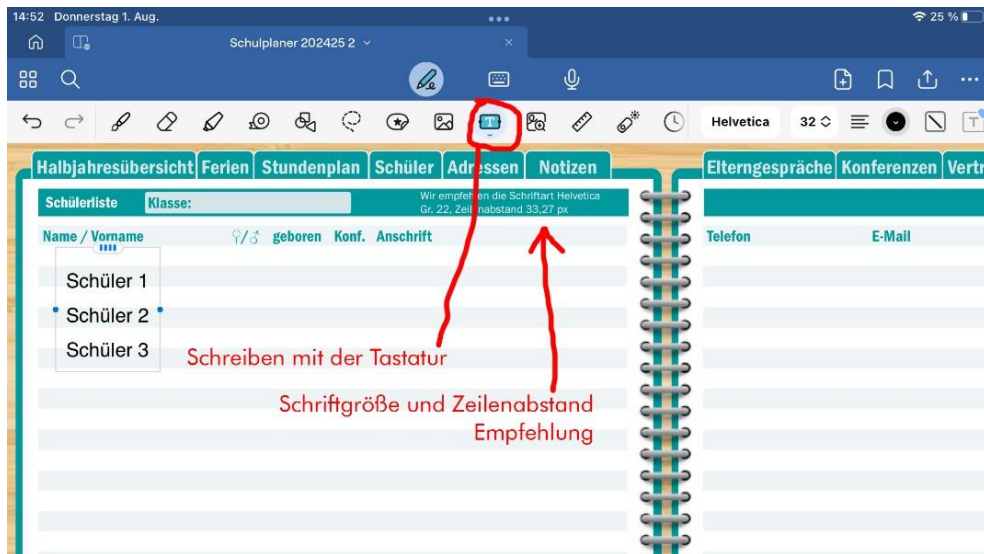 14:52 Donnerstag 1. Aug.
25 %
Schulplaner 202425 2
Helvetica 32
Halbjahresübersicht Ferien Stundenplan Schüler Adressen Notizen Elterngespräche Konferenzen Vertr
Schülerliste Klasse:
Wir empfehlen die Schriftart Helvetica
Gr. 22, Zeilenabstand 33,27 px
Name / Vorname ♀/♂ geboren Konf. Anschrift Telefon E-Mail
Schüler 1
Schüler 2
Schüler 3
Schreiben mit der Tastatur
Schriftgröße und Zeilenabstand
Empfehlung